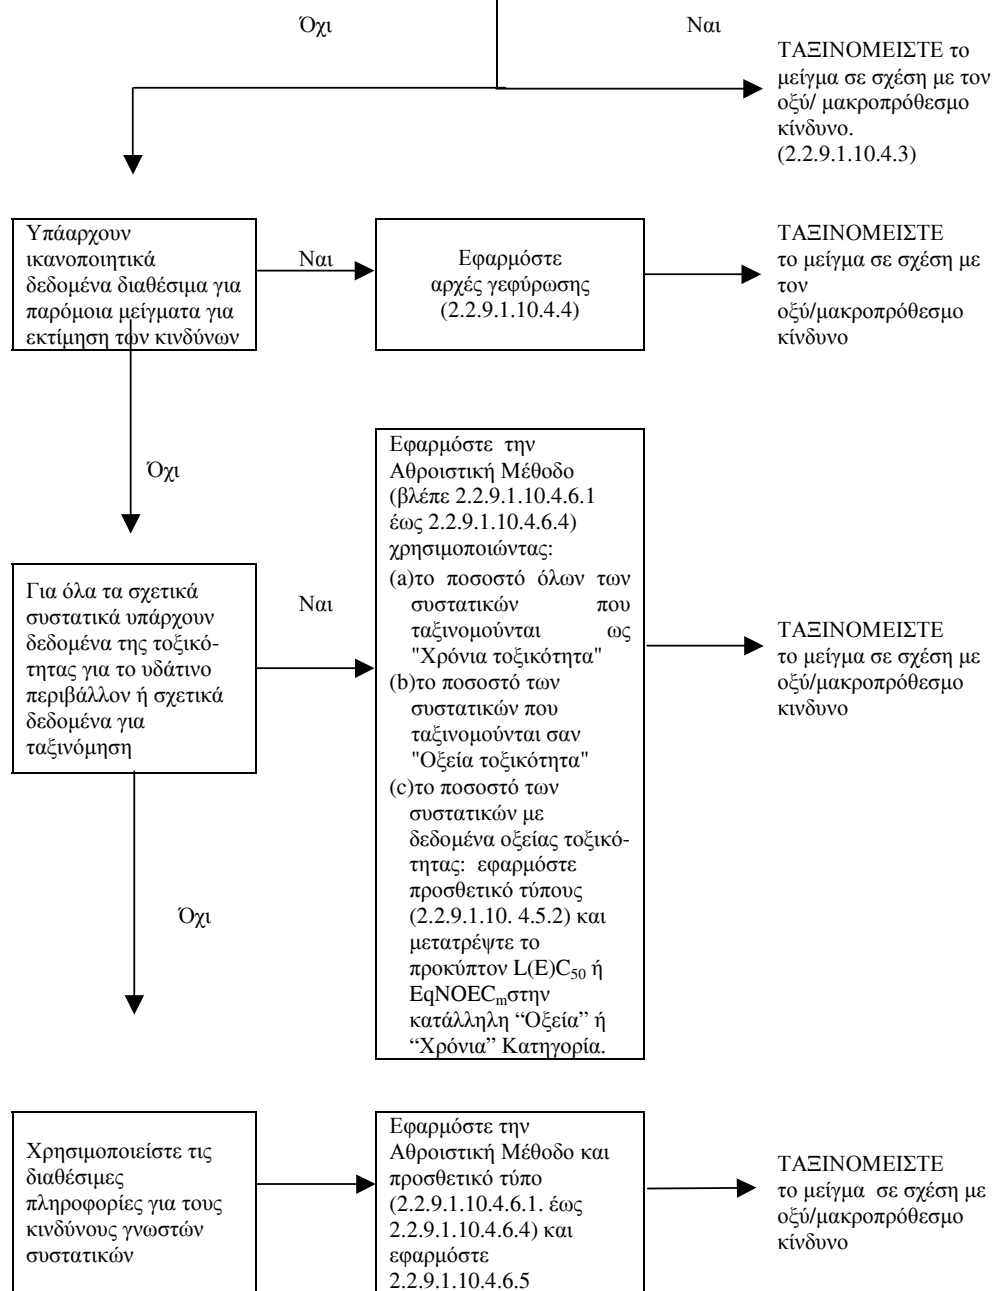 Όχι
Ναι
ΤΑΞΙΝΟΜΕΙΣΤΕ το
μείγμα σε σχέση με τον
οξύ/ μακροπρόθεσμο
κίνδυνο.
(2.2.9.1.10.4.3)
Υπάαρχουν
ικανοποιητικά
δεδομένα διαθέσιμα για
παρόμοια μείγματα για
εκτίμηση των κινδύνων
Ναι
Εφαρμόστε
αρχές γεφύρωσης
(2.2.9.1.10.4.4)
ΤΑΞΙΝΟΜΕΙΣΤΕ
το μείγμα σε σχέση με
τον
οξύ/μακροπρόθεσμο
κίνδυνο
Όχι
Για όλα τα σχετικά
συστατικά υπάρχουν
δεδομένα της τοξικό-
τητας για το υδάτινο
περιβάλλον ή σχετικά
δεδομένα για
ταξινόμηση
Ναι
Εφαρμόστε την
Αθροιστική Μέθοδο
(βλέπε 2.2.9.1.10.4.6.1
έως 2.2.9.1.10.4.6.4)
χρησιμοποιώντας:
(a)το ποσοστό όλων των
συστατικών που
ταξινομούνται ως
"Χρόνια τοξικότητα"
(b)το ποσοστό των
συστατικών που
ταξινομούνται σαν
"Οξεία τοξικότητα"
(c)το ποσοστό των
συστατικών με
δεδομένα οξείας τοξικό-
τητας: εφαρμόστε
προσθετικό τύπους
(2.2.9.1.10. 4.5.2) και
μετατρέψτε το
προκύπτον L(E)C50 ή
EqNOECmστην
κατάλληλη “Οξεία” ή
“Χρόνια” Κατηγορία.
ΤΑΞΙΝΟΜΕΙΣΤΕ
το μείγμα σε σχέση με
οξύ/μακροπρόθεσμο
κινδυνο
Όχι
Χρησιμοποιείστε τις
διαθέσιμες
πληροφορίες για τους
κινδύνους γνωστών
συστατικών
Εφαρμόστε την
Αθροιστική Μέθοδο και
προσθετικό τύπο
(2.2.9.1.10.4.6.1. έως
2.2.9.1.10.4.6.4) και
εφαρμόστε
2.2.9.1.10.4.6.5
ΤΑΞΙΝΟΜΕΙΣΤΕ
το μείγμα σε σχέση με
οξύ/μακροπρόθεσμο
κίνδυνο